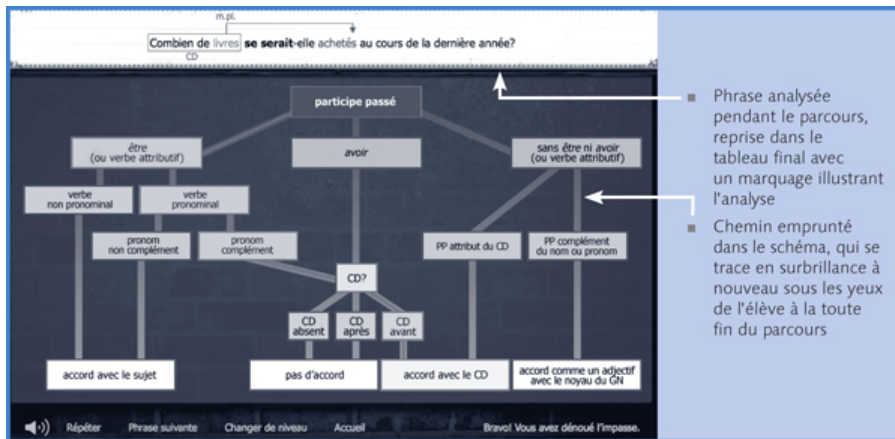 m.pl.
Combien de livres se serait-elle achetés au cours de la dernière année?
CD
participe passé
être
(ou verbe attributif)
avoir
sans être ni avoir
(ou verbe attributif)
verbe
non pronominal
verbe
pronominal
pronom
non complément
pronom
complément
PP attribut du CD
PP complément
du nom ou pronom
CD?
CD
absent
CD
après
CD
avant
accord avec le sujet
pas d'accord
accord avec le CD
accord comme un adjectif
avec le noyau du GN
Répéter
Phrase suivante
Changer de niveau
Accueil
Bravo! Vous avez dénoué l'impasse.
Phrase analysée
pendant le parcours,
reprise dans le
tableau final avec
un marquage illustrant
l'analyse
Chemin emprunté
dans le schéma, qui se
trace en surbrillance à
nouveau sous les yeux
de l'élève à la toute
fin du parcours